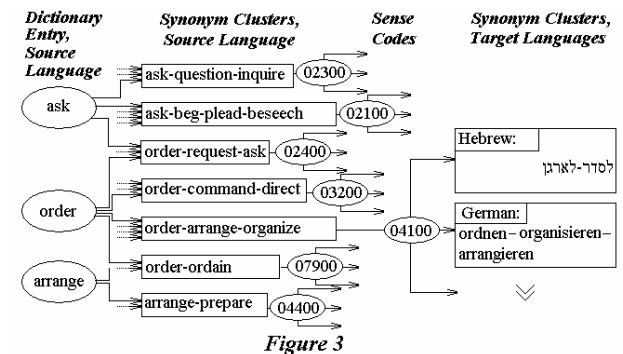 Dictionary Entry, Source Language
Synonym Clusters, Source Language
Sense Codes
Synonym Clusters, Target Languages
ask
order
arrange
ask-question-inquire
02300
ask-beg-plead-beseech
02100
order-request-ask
02400
order-command-direct
03200
order-arrange-organize
04100
order-ordain
07900
arrange-prepare
04400
Hebrew:
לסדר-לארגן
German:
ordnen–organisieren–
arrangieren
Figure 3